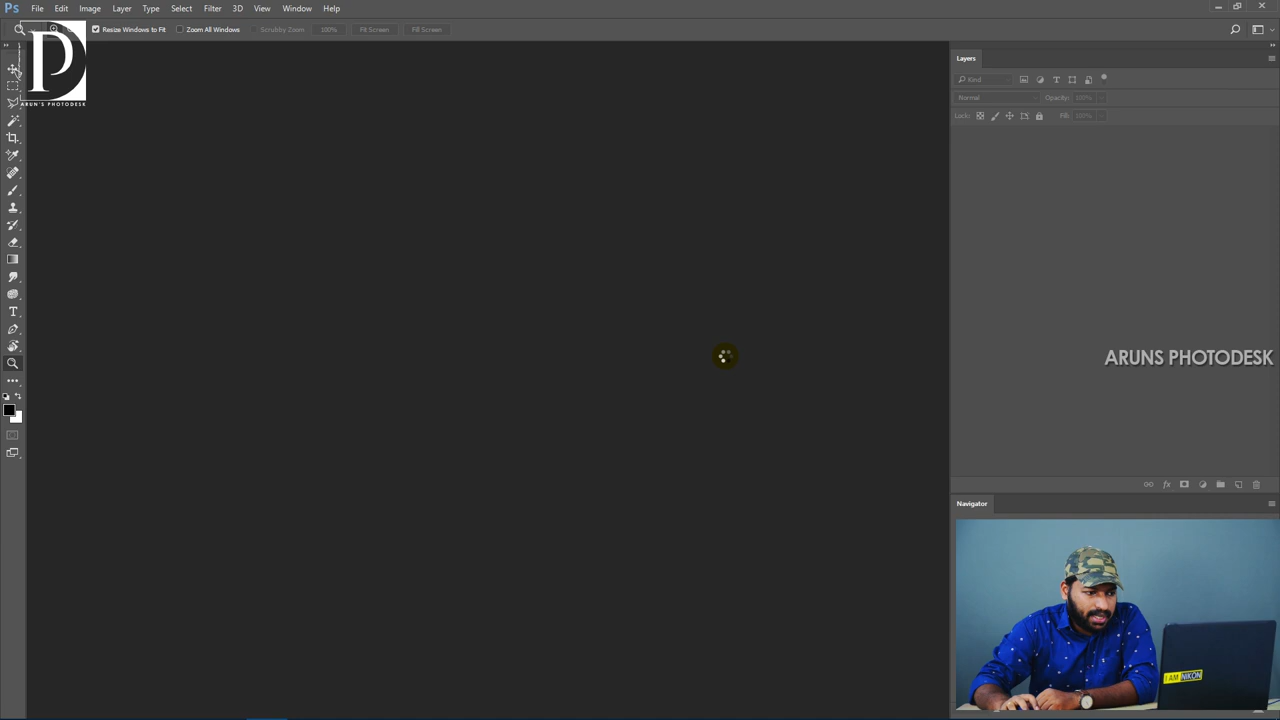 Ps File Edit Image Layer Type Select Filter 3D View Window Help
Resize Windows to Fit Zoom All Windows Scrubby Zoom 100% Fit Screen Fill Screen
P
ARUN'S PHOTODESK
Layers
Kind
Normal Opacity: 100%
Lock: Fill: 100%
ARUNS PHOTODESK
Navigator
I AM NIKON